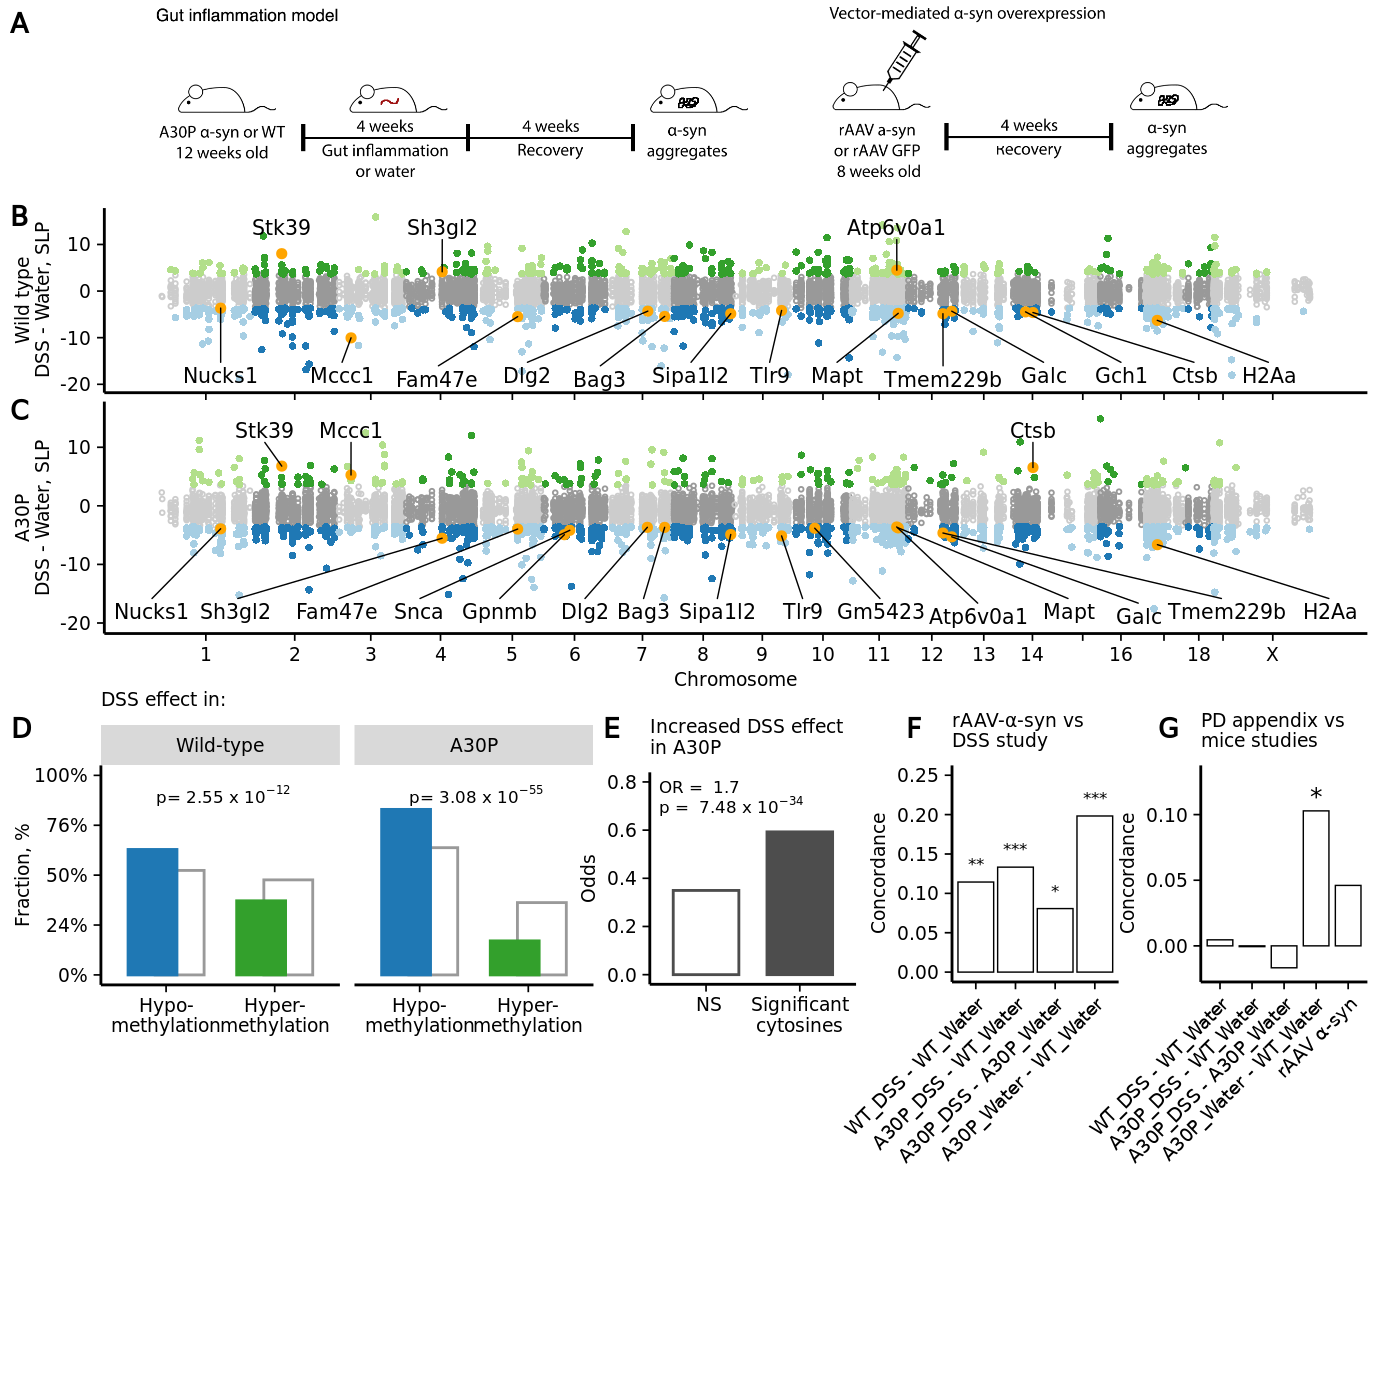 A
Gut inflammation model
Vector-mediated α-syn overexpression
A30P α-syn or WT
12 weeks old
4 weeks
Gut inflammation
or water
4 weeks
Recovery
α-syn
aggregates
rAAV a-syn
or rAAV GFP
8 weeks old
4 weeks
Recovery
α-syn
aggregates
B
Wild type
DSS - Water, SLP
10
0
-10
-20
Stk39
Sh3gl2
Atp6v0a1
Nucks1
Mccc1
Fam47e
Dlg2
Bag3
Sipa1l2
Tlr9
Mapt
Tmem229b
Galc
Gch1
Ctsb
H2Aa
C
A30P
DSS - Water, SLP
10
0
-10
-20
Stk39
Mccc1
Ctsb
Nucks1
Sh3gl2
Fam47e
Snca
Gpnmb
Dlg2
Bag3
Sipa1l2
Tlr9
Gm5423
Atp6v0a1
Mapt
Galc
Tmem229b
H2Aa
1 2 3 4 5 6 7 8 9 10 11 12 13 14 16 18 X
Chromosome
D
DSS effect in:
Wild-type
A30P
Fraction, %
100%
76%
50%
24%
0%
p= 2.55 x 10⁻¹²
p= 3.08 x 10⁻⁵⁵
Hypo-
methylation
Hyper-
methylation
Hypo-
methylation
Hyper-
methylation
E
Increased DSS effect
in A30P
OR = 1.7
p = 7.48 x 10⁻³⁴
Odds
0.8
0.6
0.4
0.2
0.0
NS
Significant
cytosines
F
rAAV-α-syn vs
DSS study
Concordance
0.25
0.20
0.15
0.10
0.05
0.00
**
***
*
***
WT_DSS - WT_Water
A30P_DSS - WT_Water
A30P_DSS - A30P_Water
A30P_Water - WT_Water
G
PD appendix vs
mice studies
Concordance
0.10
0.05
0.00
*
WT_DSS - WT_Water
A30P_DSS - WT_Water
A30P_DSS - A30P_Water
A30P_Water - WT_Water
rAAV α-syn